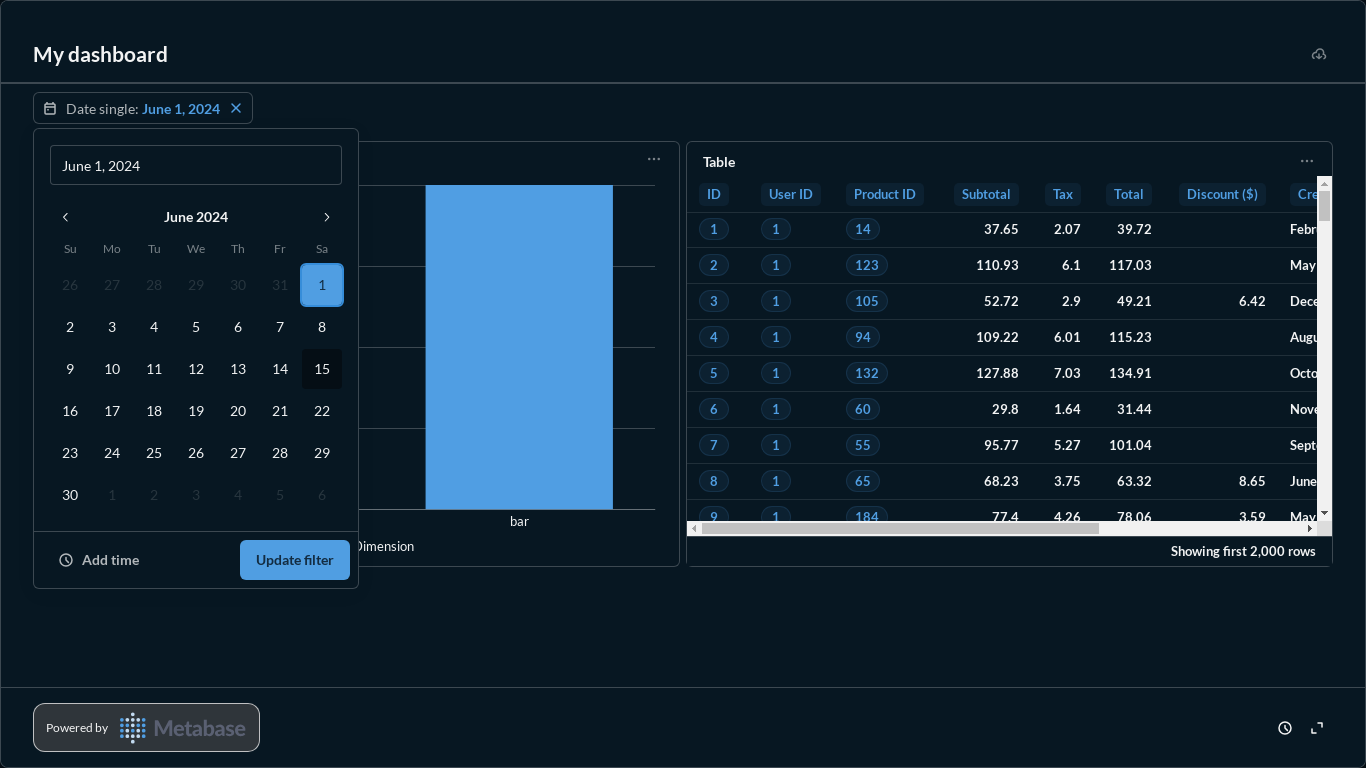 My dashboard
Date single: June 1, 2024
June 1, 2024
June 2024
Su Mo Tu We Th Fr Sa
26 27 28 29 30 31 1
2 3 4 5 6 7 8
9 10 11 12 13 14 15
16 17 18 19 20 21 22
23 24 25 26 27 28 29
30 1 2 3 4 5 6
Add time Update filter
bar
Dimension
Table
ID User ID Product ID Subtotal Tax Total Discount ($) Cre
1 1 14 37.65 2.07 39.72 Febr
2 1 123 110.93 6.1 117.03 May
3 1 105 52.72 2.9 49.21 6.42 Dece
4 1 94 109.22 6.01 115.23 Augu
5 1 132 127.88 7.03 134.91 Octo
6 1 60 29.8 1.64 31.44 Nove
7 1 55 95.77 5.27 101.04 Sept
8 1 65 68.23 3.75 63.32 8.65 June
9 1 184 77.4 4.26 78.06 3.59 May
Showing first 2,000 rows
Powered by Metabase